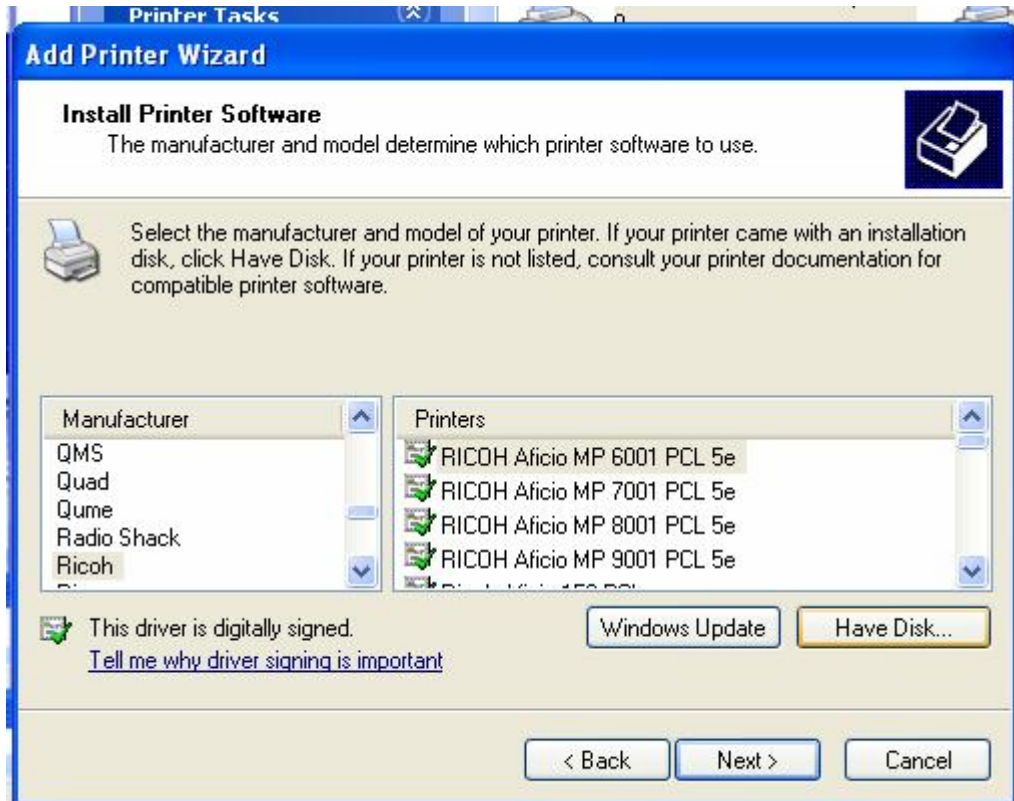 Printer Tasks
Add Printer Wizard
Install Printer Software
The manufacturer and model determine which printer software to use.
Select the manufacturer and model of your printer. If your printer came with an installation
disk, click Have Disk. If your printer is not listed, consult your printer documentation for
compatible printer software.
Manufacturer
QMS
Quad
Qume
Radio Shack
Ricoh
Printers
RICOH Aficio MP 6001 PCL 5e
RICOH Aficio MP 7001 PCL 5e
RICOH Aficio MP 8001 PCL 5e
RICOH Aficio MP 9001 PCL 5e
This driver is digitally signed.
Tell me why driver signing is important
Windows Update
Have Disk...
< Back
Next >
Cancel